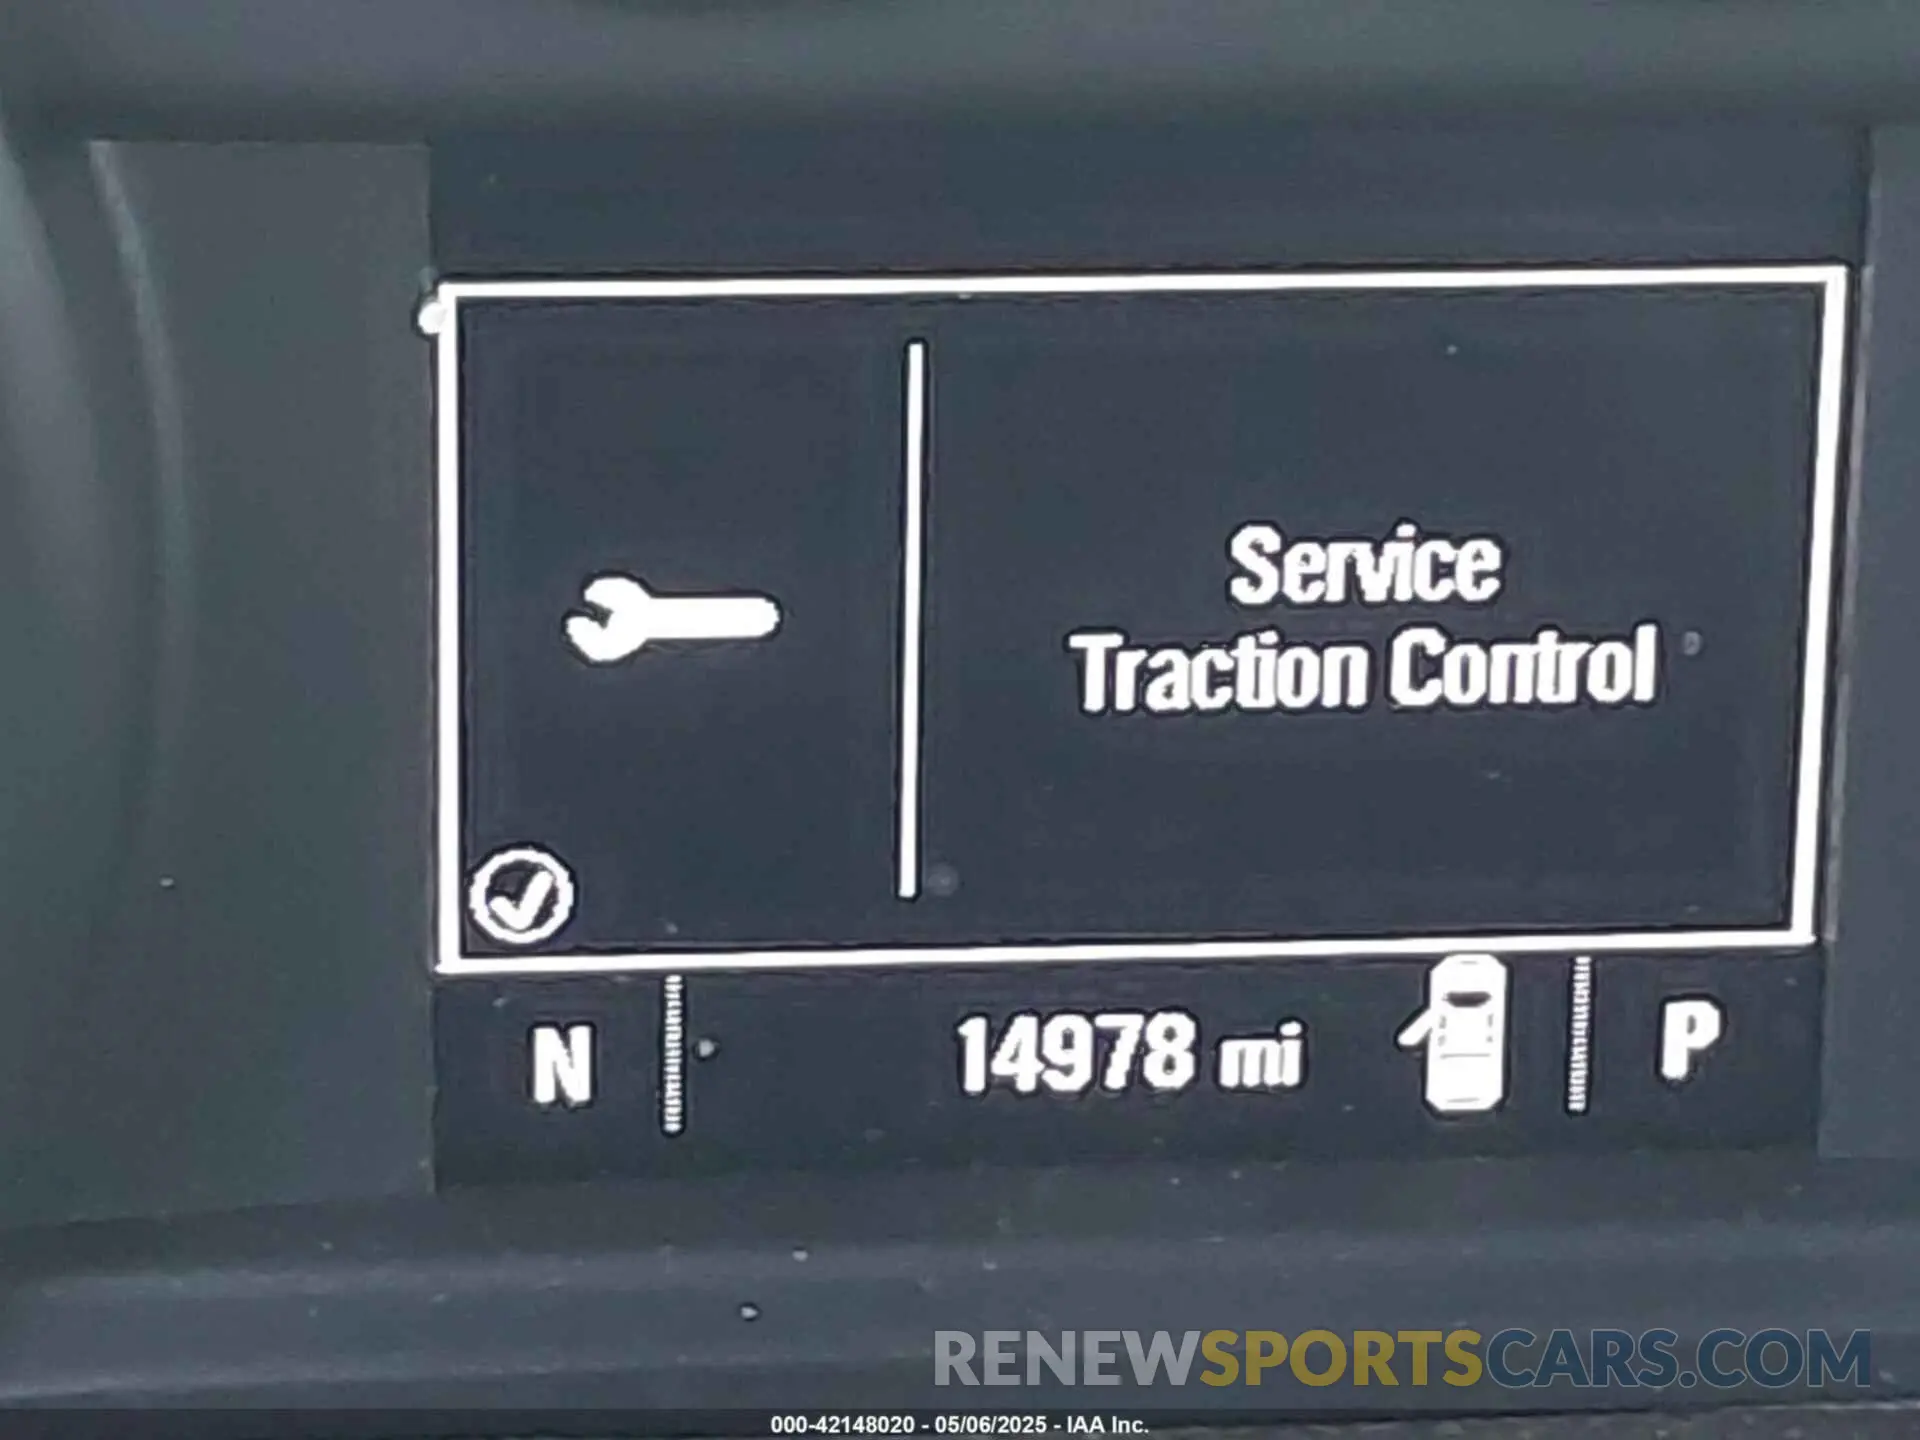 Service
Traction Control
N 14978 mi P
RENEWSPORTSCARS.COM
000-42148020 - 05/06/2025 - IAA Inc.